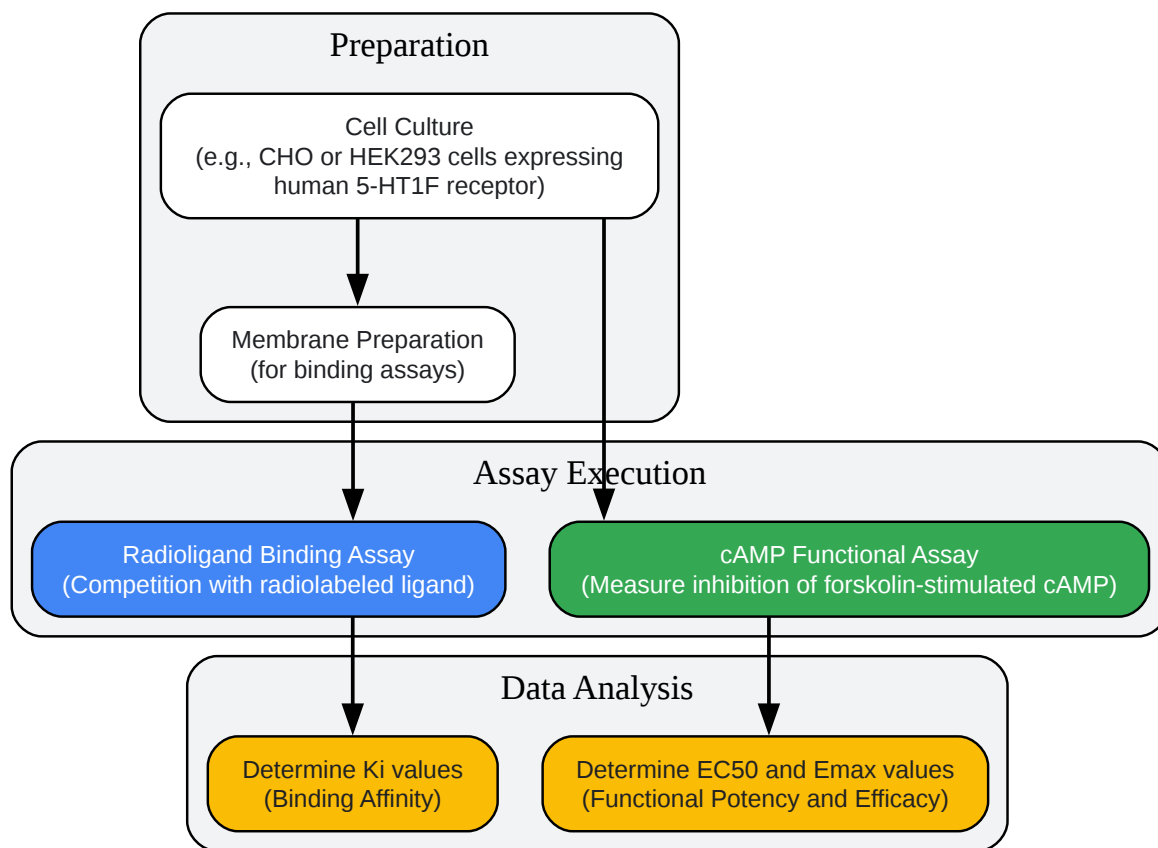 Preparation
Cell Culture
(e.g., CHO or HEK293 cells expressing
human 5-HT1F receptor)
Membrane Preparation
(for binding assays)
Assay Execution
Radioligand Binding Assay
(Competition with radiolabeled ligand)
cAMP Functional Assay
(Measure inhibition of forskolin-stimulated cAMP)
Data Analysis
Determine Ki values
(Binding Affinity)
Determine EC50 and Emax values
(Functional Potency and Efficacy)